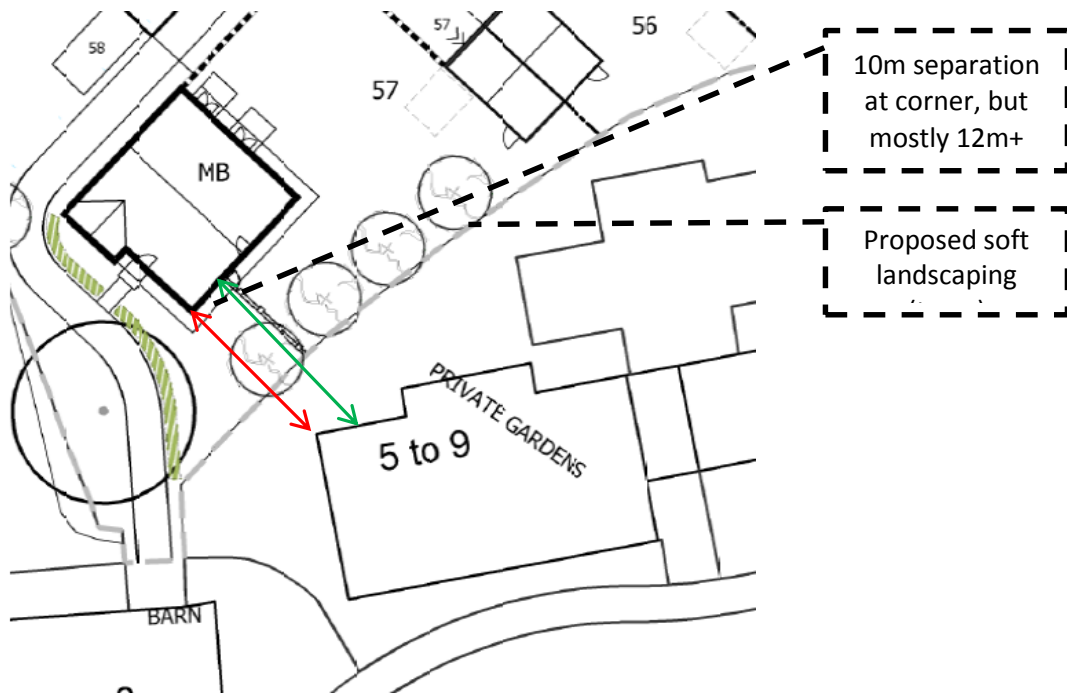 58
57
56
57
MB
10m separation
at corner, but
mostly 12m+
Proposed soft
landscaping
PRIVATE GARDENS
5 to 9
BARN